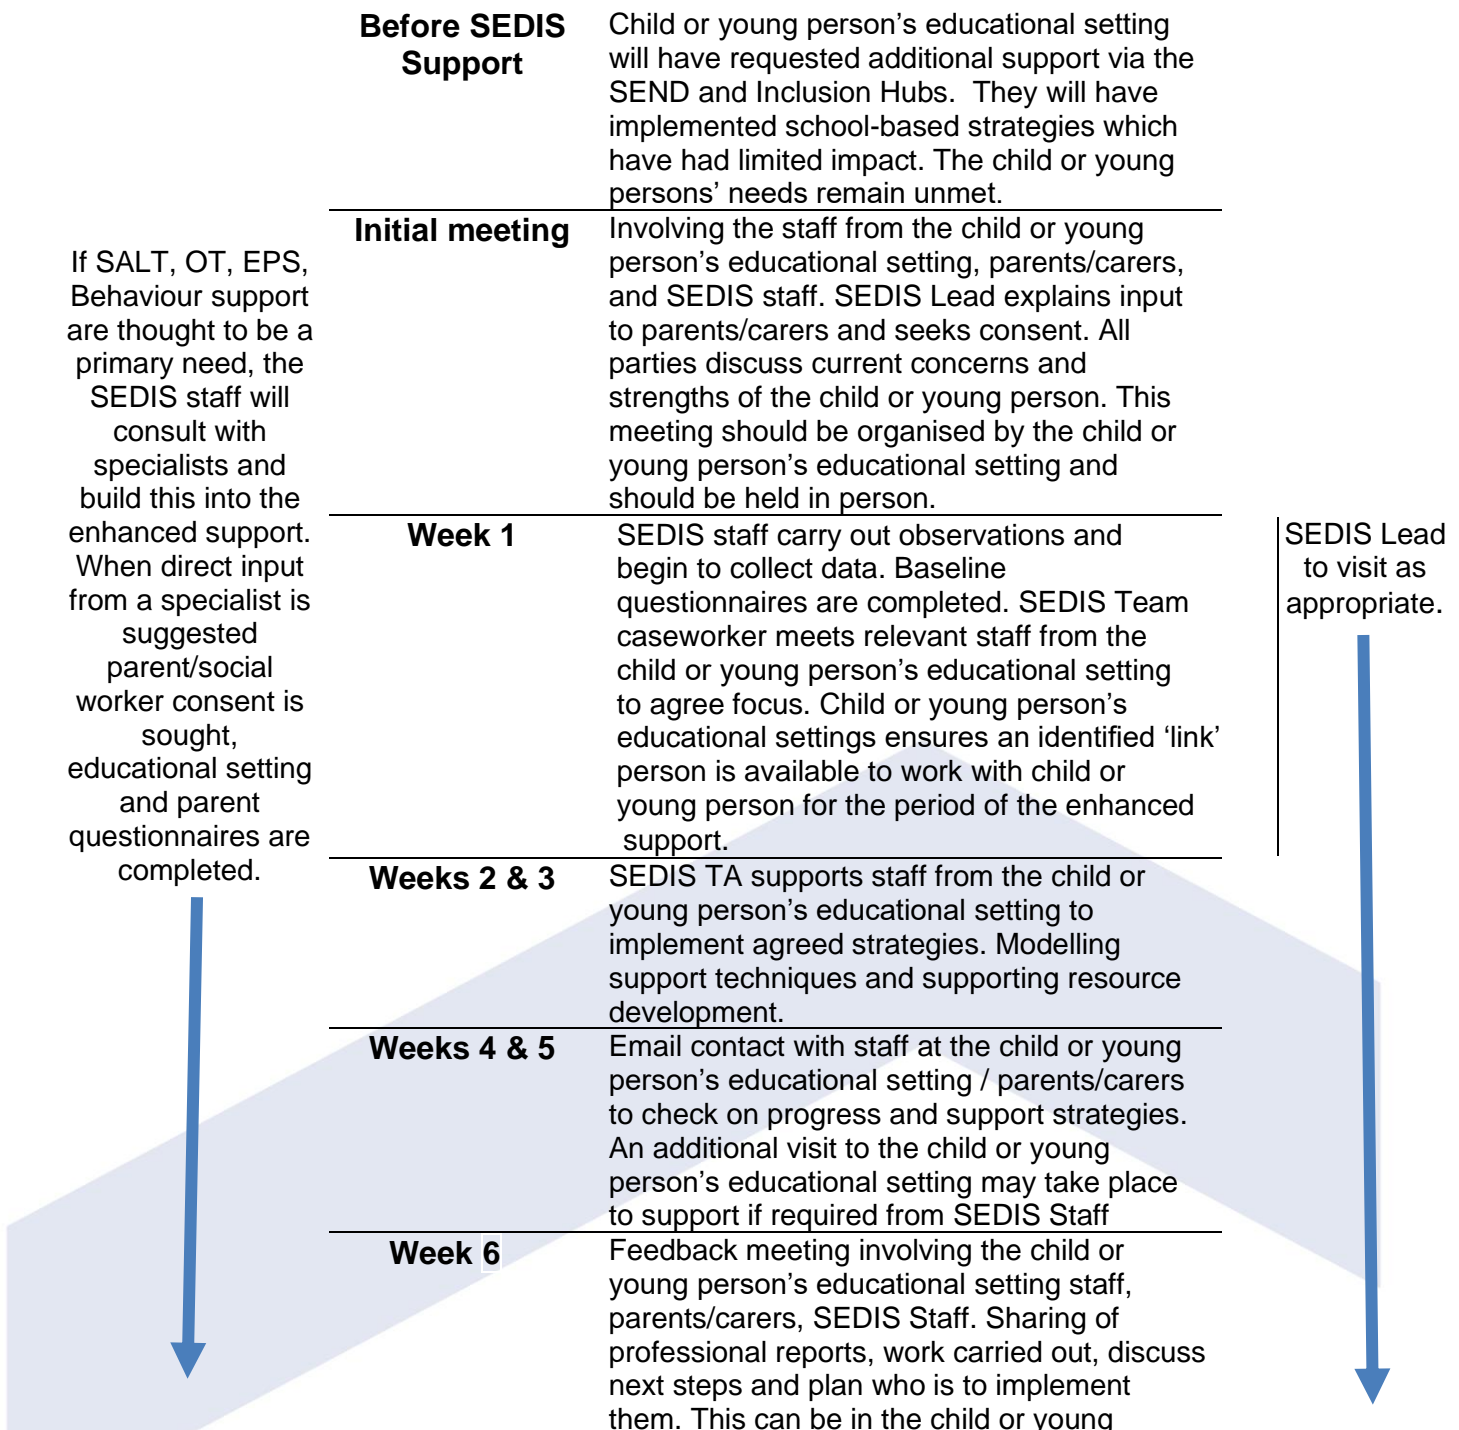 Before SEDIS
Support
Child or young person’s educational setting
will have requested additional support via the
SEND and Inclusion Hubs.  They will have
implemented school-based strategies which
have had limited impact. The child or young
persons’ needs remain unmet.
Initial meeting
Involving the staff from the child or young
person’s educational setting, parents/carers,
and SEDIS staff. SEDIS Lead explains input
to parents/carers and seeks consent. All
parties discuss current concerns and
strengths of the child or young person. This
meeting should be organised by the child or
young person’s educational setting and
should be held in person.
If SALT, OT, EPS,
Behaviour support
are thought to be a
primary need, the
SEDIS staff will
consult with
specialists and
build this into the
enhanced support.
When direct input
from a specialist is
suggested
parent/social
worker consent is
sought,
educational setting
and parent
questionnaires are
completed.
Week 1
SEDIS staff carry out observations and
begin to collect data. Baseline
questionnaires are completed. SEDIS Team
caseworker meets relevant staff from the
child or young person’s educational setting
to agree focus. Child or young person’s
educational settings ensures an identified ‘link’
person is available to work with child or
young person for the period of the enhanced
support.
SEDIS Lead
to visit as
appropriate.
Weeks 2 & 3
SEDIS TA supports staff from the child or
young person’s educational setting to
implement agreed strategies. Modelling
support techniques and supporting resource
development.
Weeks 4 & 5
Email contact with staff at the child or young
person’s educational setting / parents/carers
to check on progress and support strategies.
An additional visit to the child or young
person’s educational setting may take place
to support if required from SEDIS Staff
Week 6
Feedback meeting involving the child or
young person’s educational setting staff,
parents/carers, SEDIS Staff. Sharing of
professional reports, work carried out, discuss
next steps and plan who is to implement
them. This can be in the child or young